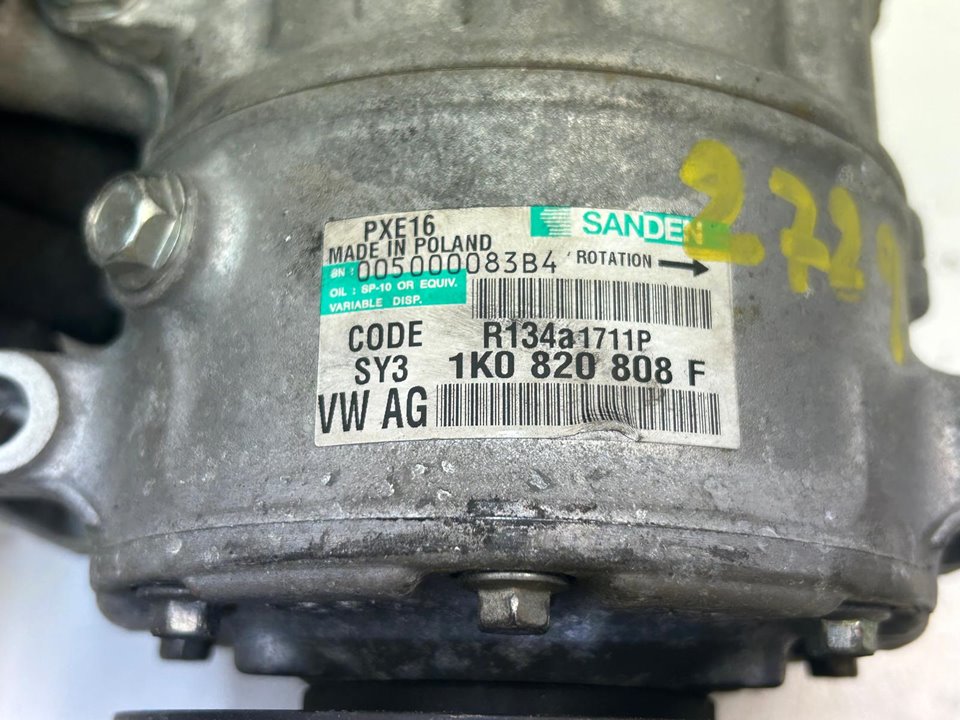 PXE16
SANDEN
MADE IN POLAND
SN : 005000083B4
ROTATION
OIL : SP-10 OR EQUIV.
VARIABLE DISP.
CODE R134a1711P
SY3 1K0 820 808 F
VW AG
2729